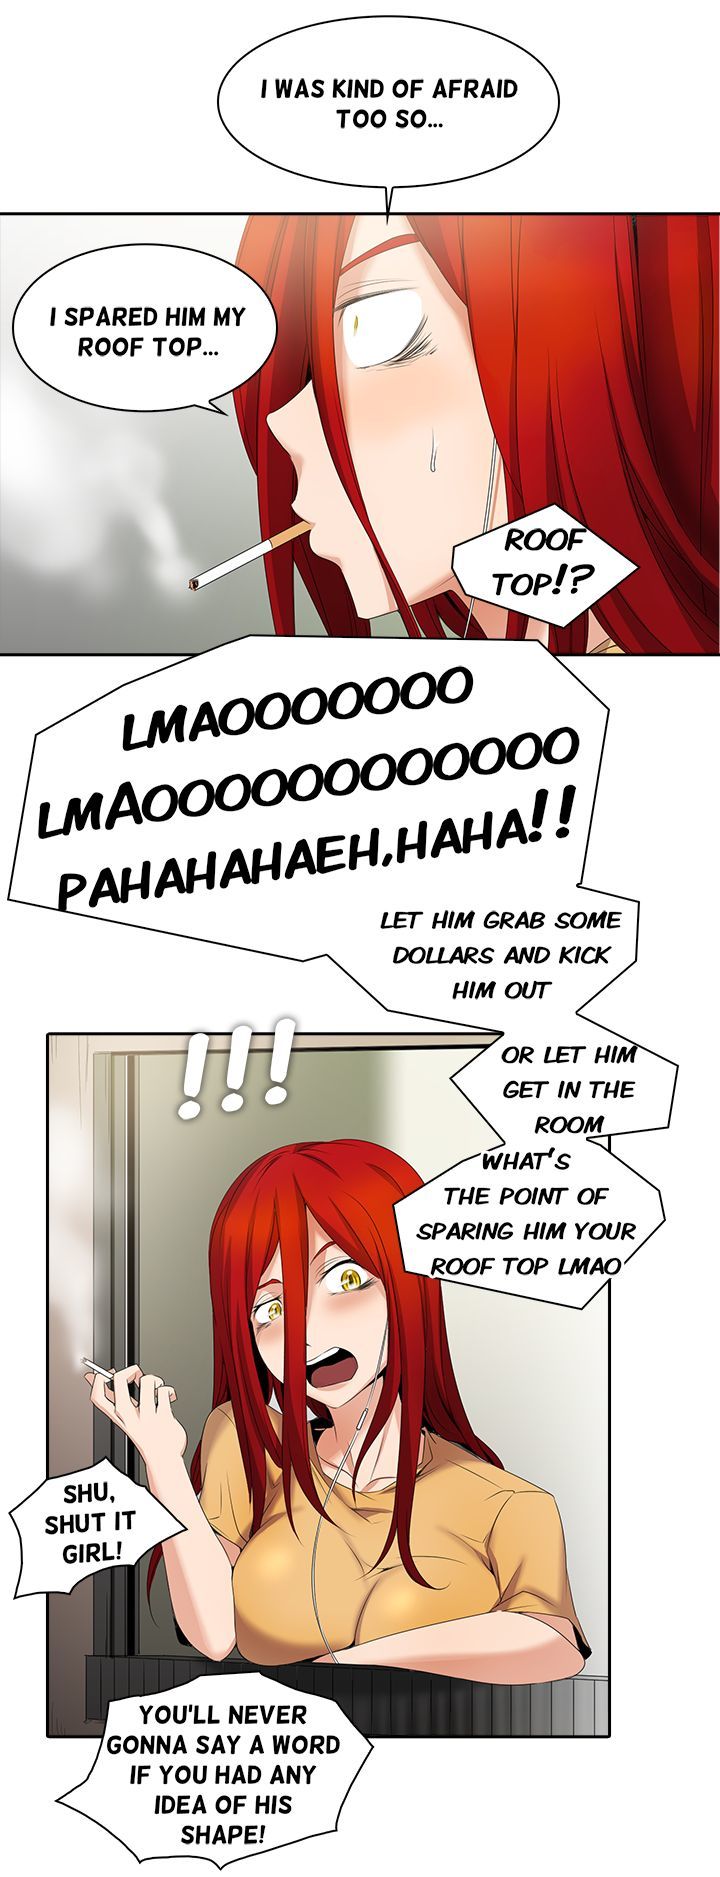 I WAS KIND OF AFRAID
TOO SO...
I SPARED HIM MY
ROOF TOP...
ROOF
TOP!?
LMAOOOOOOO
LMAOOOOOOOOOOOO
PAHAHAHAEH,HAHA!!
LET HIM GRAB SOME
DOLLARS AND KICK
HIM OUT
OR LET HIM
GET IN THE
ROOM
WHAT'S
THE POINT OF
SPARING HIM YOUR
ROOF TOP LMAO
!!!
SHU,
SHUT IT
GIRL!
YOU'LL NEVER
GONNA SAY A WORD
IF YOU HAD ANY
IDEA OF HIS
SHAPE!